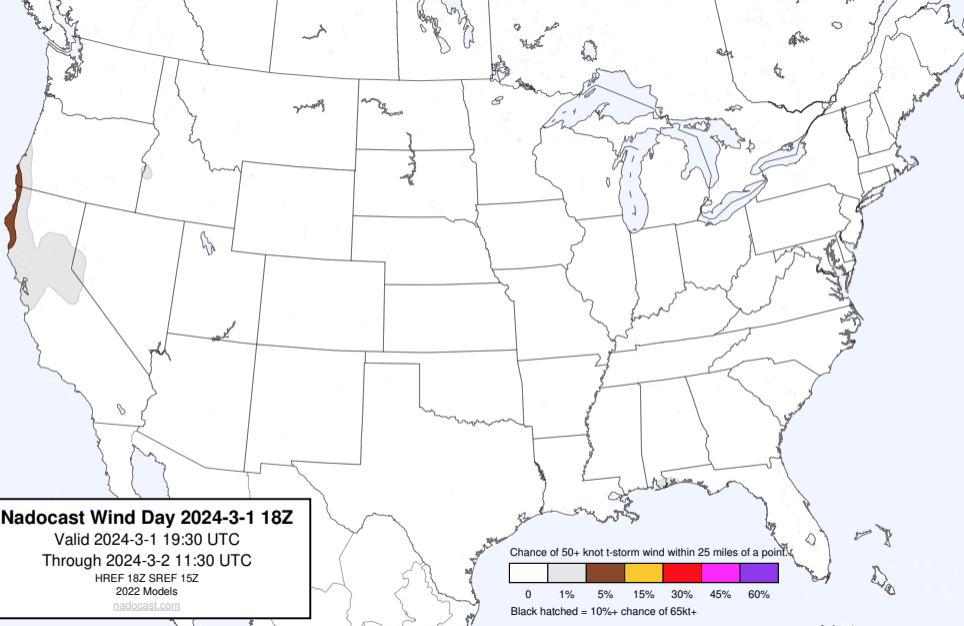 Nadocast Wind Day 2024-3-1 18Z
Valid 2024-3-1 19:30 UTC
Through 2024-3-2 11:30 UTC
HREF 18Z SREF 15Z
2022 Models
nadocast.com
Chance of 50+ knot t-storm wind within 25 miles of a point.
0 1% 5% 15% 30% 45% 60%
Black hatched = 10%+ chance of 65kt+